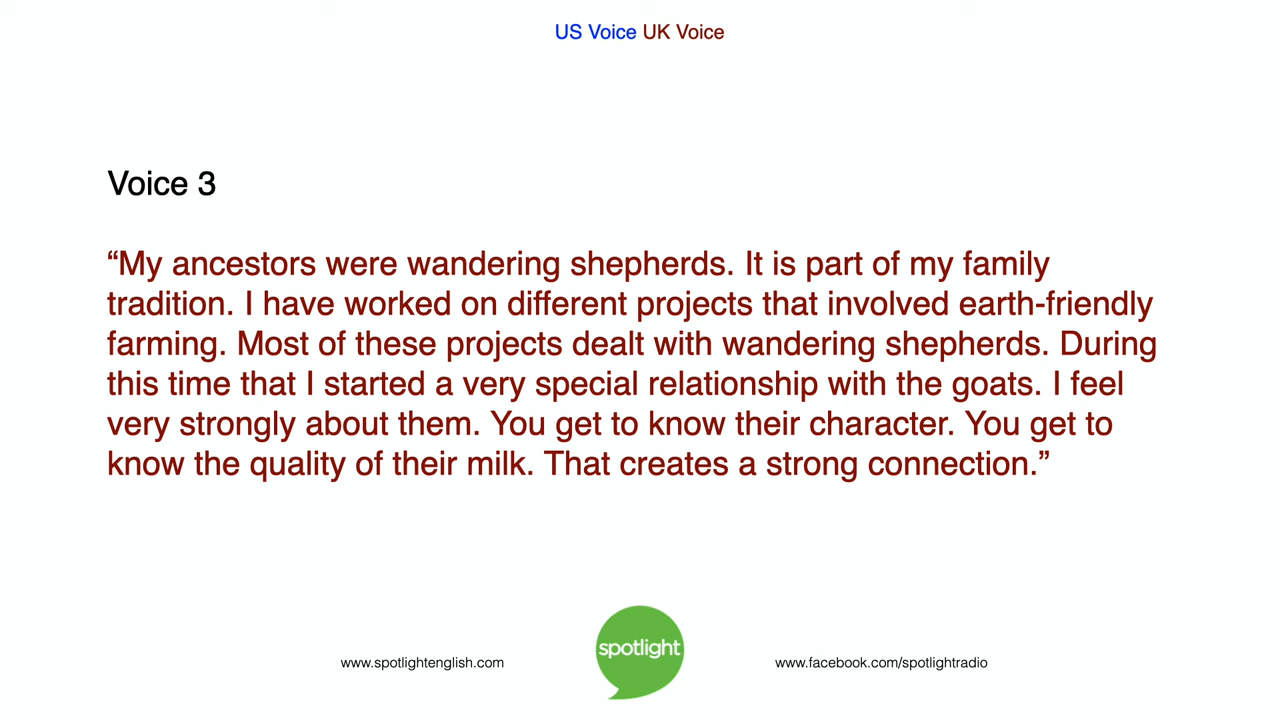 US Voice UK Voice
Voice 3
“My ancestors were wandering shepherds. It is part of my family
tradition. I have worked on different projects that involved earth-friendly
farming. Most of these projects dealt with wandering shepherds. During
this time that I started a very special relationship with the goats. I feel
very strongly about them. You get to know their character. You get to
know the quality of their milk. That creates a strong connection.”
www.spotlightenglish.com
spotlight
www.facebook.com/spotlightradio